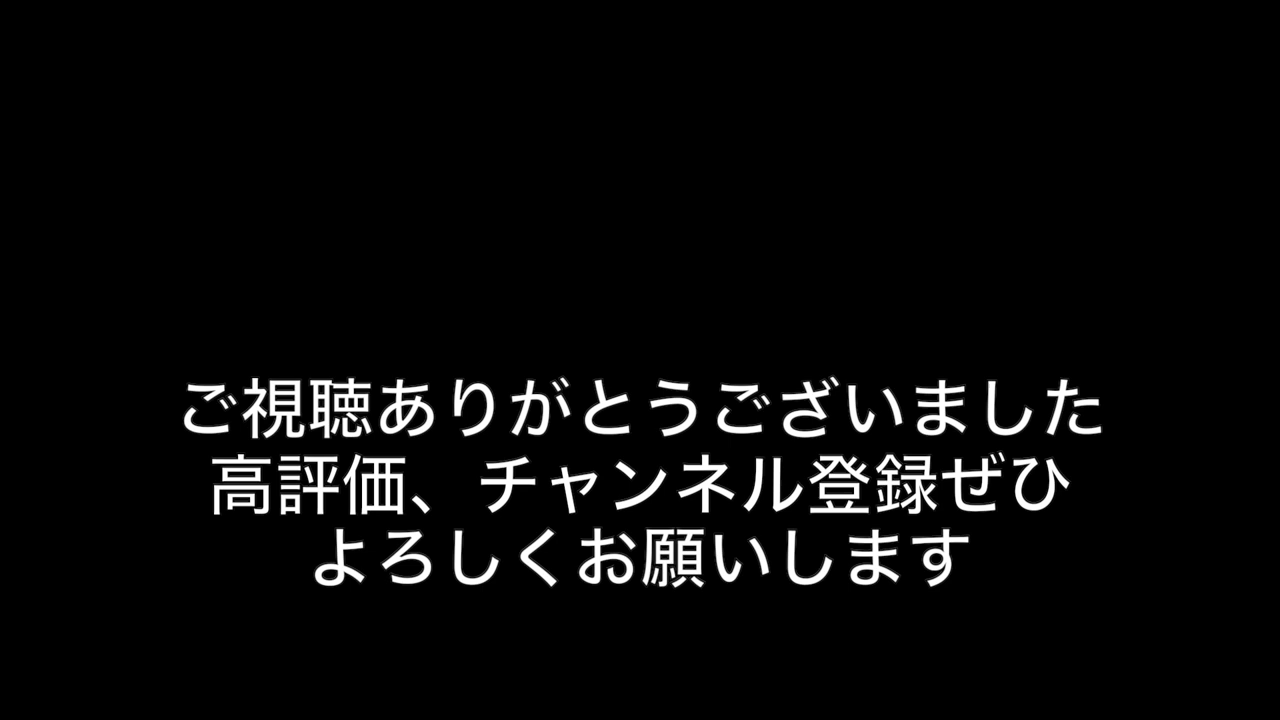 ご視聴ありがとうございました
高評価、チャンネル登録ぜひ
よろしくお願いします